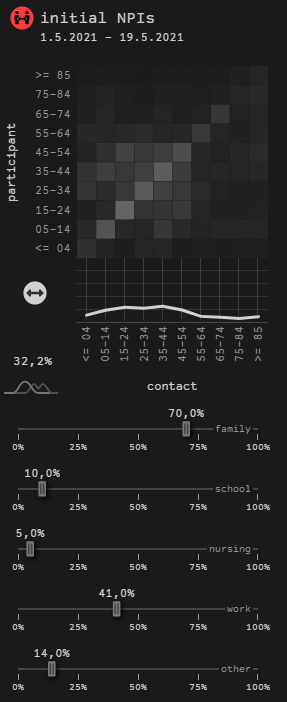 initial NPIs
1.5.2021 – 19.5.2021
participant
>= 85
75-84
65-74
55-64
45-54
35-44
25-34
15-24
05-14
<= 04
<= 04 05-14 15-24 25-34 35-44 45-54 55-64 65-74 75-84 >= 85
32,2%
contact
70,0%
family
0% 25% 50% 75% 100%
10,0%
school
0% 25% 50% 75% 100%
5,0%
nursing
0% 25% 50% 75% 100%
41,0%
work
0% 25% 50% 75% 100%
14,0%
other
0% 25% 50% 75% 100%